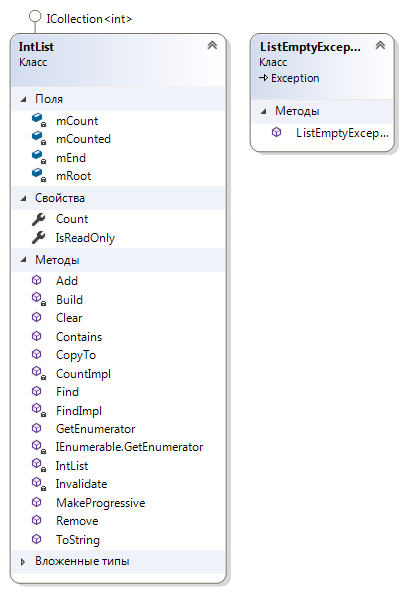 ICollection<int>
IntList
Класс
Поля
mCount
mCounted
mEnd
mRoot
Свойства
Count
IsReadOnly
Методы
Add
Build
Clear
Contains
CopyTo
CountImpl
Find
FindImpl
GetEnumerator
IEnumerable.GetEnumerator
IntList
Invalidate
MakeProgressive
Remove
ToString
Вложенные типы
ListEmptyExcep...
Класс
Exception
Методы
ListEmptyExcep...